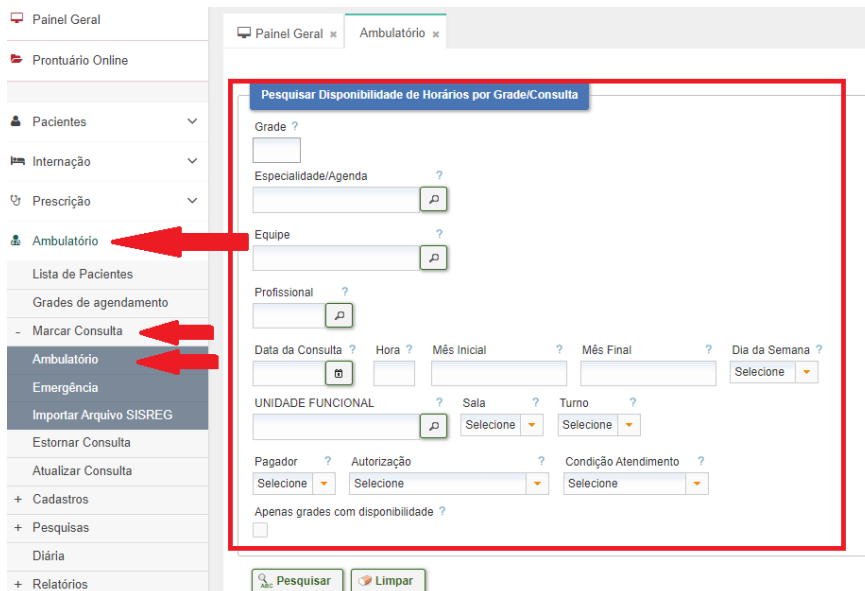 Painel Geral
Prontuário Online
Pacientes
Internação
Prescrição
Ambulatório
Lista de Pacientes
Grades de agendamento
- Marcar Consulta
Ambulatório
Emergência
Importar Arquivo SISREG
Estornar Consulta
Atualizar Consulta
+ Cadastros
+ Pesquisas
Diária
+ Relatórios
Painel Geral × Ambulatório ×
Pesquisar Disponibilidade de Horários por Grade/Consulta
Grade ?
Especialidade/Agenda ?
Equipe ?
Profissional ?
Data da Consulta ? Hora ? Mês Inicial ? Mês Final ? Dia da Semana ?
Selecione
UNIDADE FUNCIONAL ? Sala ? Turno ?
Selecione Selecione
Pagador ? Autorização ? Condição Atendimento ?
Selecione Selecione Selecione
Apenas grades com disponibilidade ?
ABC Pesquisar Limpar